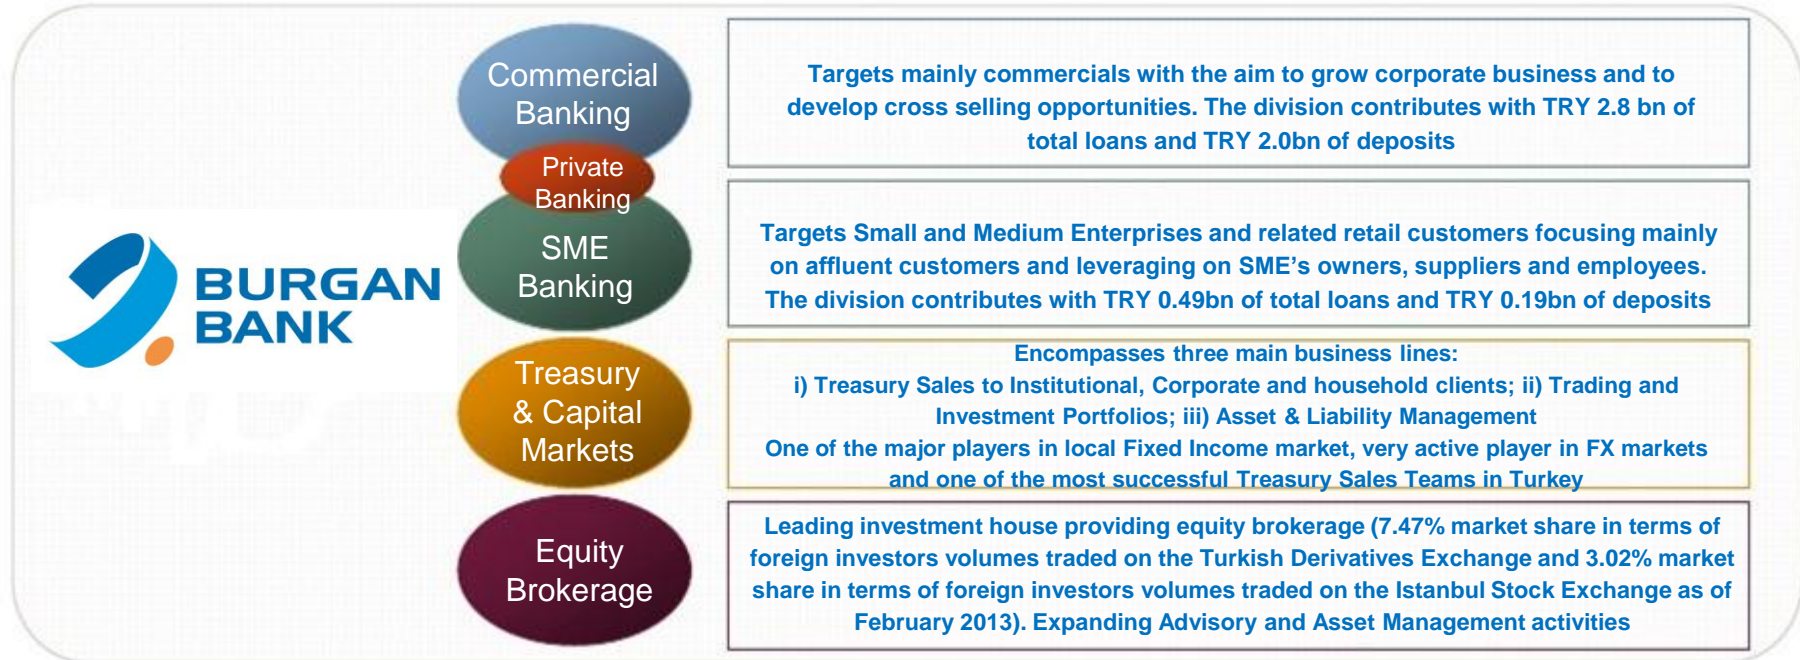 BURGAN
BANK
Commercial
Banking
Targets mainly commercials with the aim to grow corporate business and to
develop cross selling opportunities. The division contributes with TRY 2.8 bn of
total loans and TRY 2.0bn of deposits
Private
Banking
SME
Banking
Targets Small and Medium Enterprises and related retail customers focusing mainly
on affluent customers and leveraging on SME’s owners, suppliers and employees.
The division contributes with TRY 0.49bn of total loans and TRY 0.19bn of deposits
Treasury
& Capital
Markets
Encompasses three main business lines:
i) Treasury Sales to Institutional, Corporate and household clients; ii) Trading and
Investment Portfolios; iii) Asset & Liability Management
One of the major players in local Fixed Income market, very active player in FX markets
and one of the most successful Treasury Sales Teams in Turkey
Equity
Brokerage
Leading investment house providing equity brokerage (7.47% market share in terms of
foreign investors volumes traded on the Turkish Derivatives Exchange and 3.02% market
share in terms of foreign investors volumes traded on the Istanbul Stock Exchange as of
February 2013). Expanding Advisory and Asset Management activities